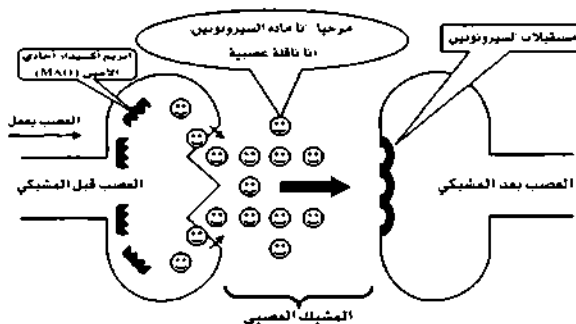 مرحبا أنا مادة السيروتونين
أنا ناقلة عصبية
مستقبلات السيروتونين
أنزيم أكسيداز أحادي
الأمين (MAO)
العصب يعمل
العصب قبل المشبكي
العصب بعد المشبكي
المشبك العصبي